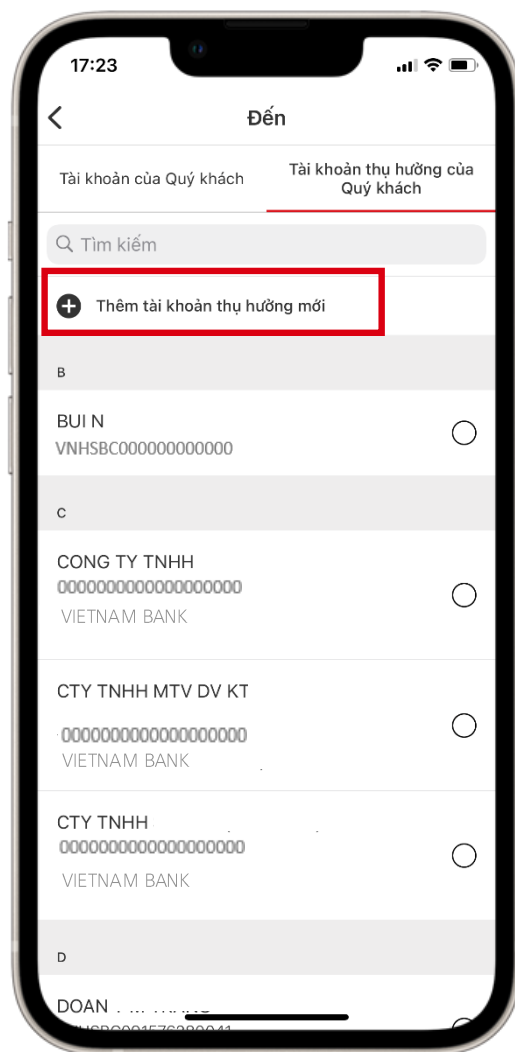 17:23
Đến
Tài khoản của Quý khách
Tài khoản thụ hưởng của
Quý khách
Tìm kiếm
Thêm tài khoản thụ hưởng mới
B
BUI N
VNHSBC000000000000
C
CONG TY TNHH
0000000000000000000
VIETNAM BANK
CTY TNHH MTV DV KT
0000000000000000000
VIETNAM BANK
CTY TNHH
0000000000000000000
VIETNAM BANK
D
DOAN